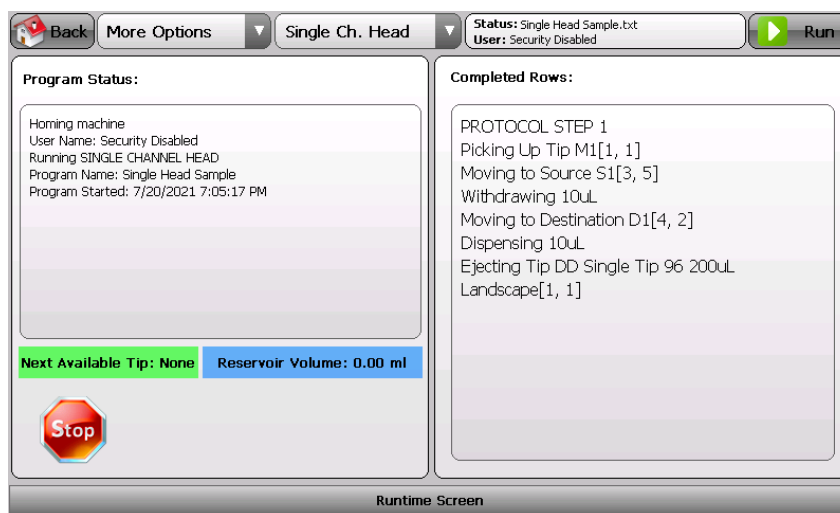 Back
More Options
Single Ch. Head
Status: Single Head Sample.txt
User: Security Disabled
Run
Program Status:
Homing machine
User Name: Security Disabled
Running SINGLE CHANNEL HEAD
Program Name: Single Head Sample
Program Started: 7/20/2021 7:05:17 PM
Next Available Tip: None
Reservoir Volume: 0.00 ml
Stop
Completed Rows:
PROTOCOL STEP 1
Picking Up Tip M1[1, 1]
Moving to Source S1[3, 5]
Withdrawing 10uL
Moving to Destination D1[4, 2]
Dispensing 10uL
Ejecting Tip DD Single Tip 96 200uL
Landscape[1, 1]
Runtime Screen